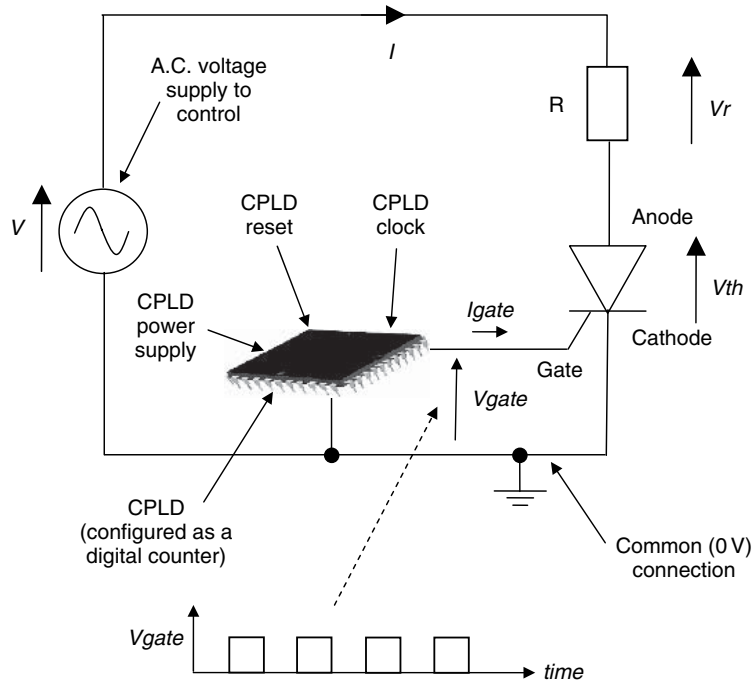 I
A.C. voltage
supply to
control
R
Vr
V
CPLD
reset
CPLD
clock
Anode
Vth
CPLD
power
supply
Igate
Cathode
Gate
Vgate
CPLD
(configured as a
digital counter)
Common (0 V)
connection
Vgate
time